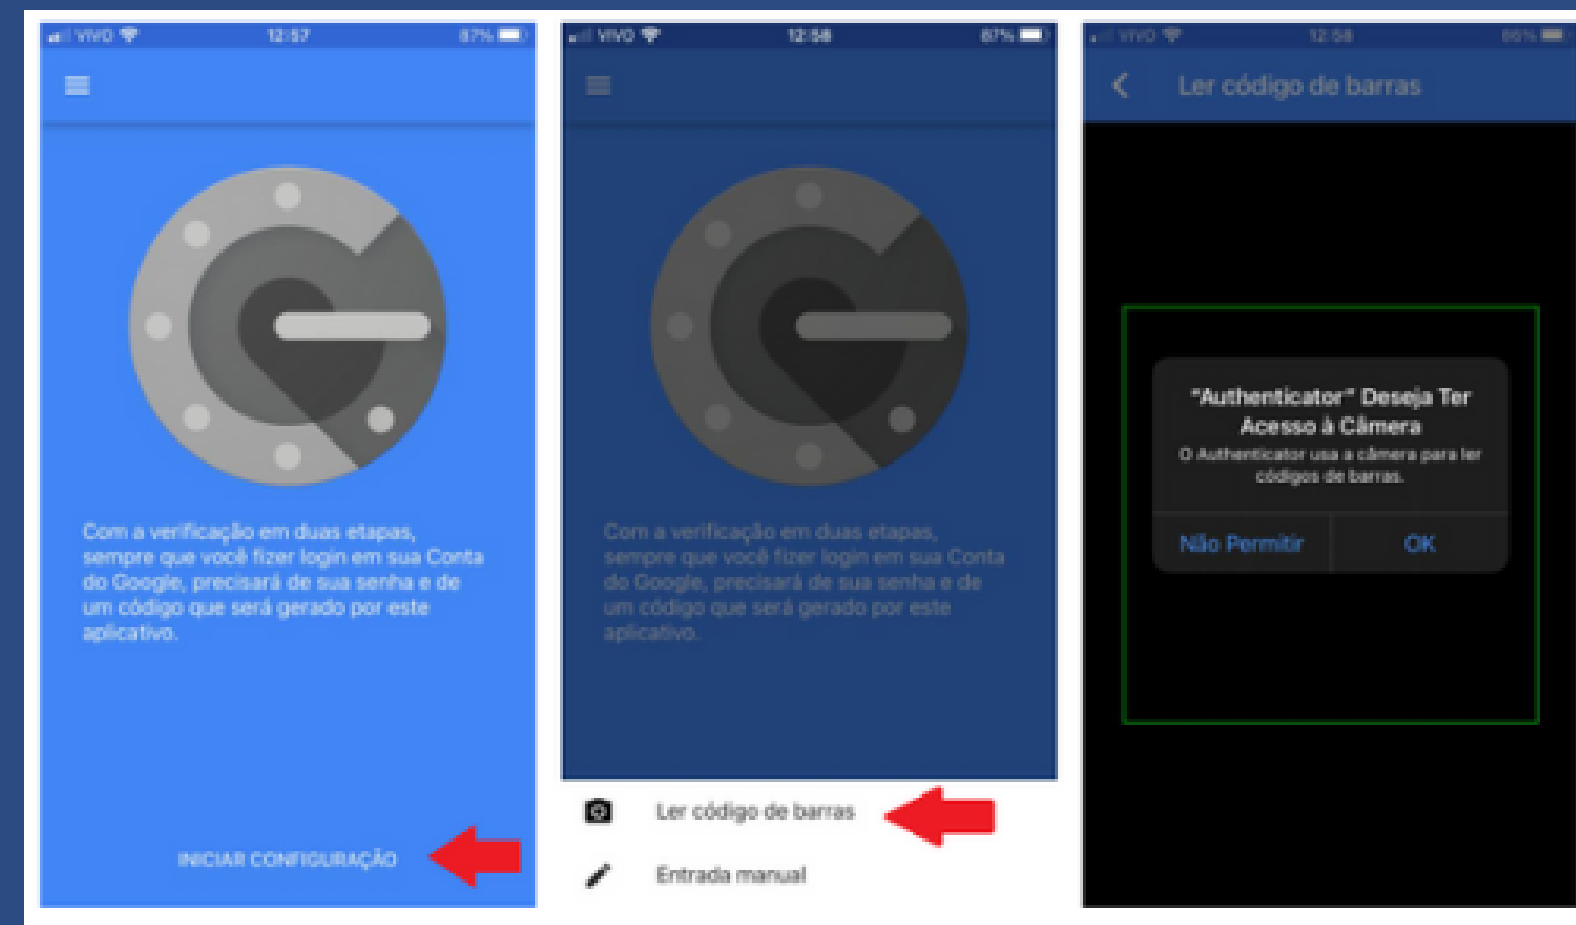 VIVO 12:57 87%
Com a verificação em duas etapas,
sempre que você fizer login em sua Conta
do Google, precisará de sua senha e de
um código que será gerado por este
aplicativo.
INICIAR CONFIGURAÇÃO
VIVO 12:58 87%
Com a verificação em duas etapas,
sempre que você fizer login em sua Conta
do Google, precisará de sua senha e de
um código que será gerado por este
aplicativo.
Ler código de barras
Entrada manual
VIVO 12:58 86%
Ler código de barras
"Authenticator" Deseja Ter
Acesso à Câmera
O Authenticator usa a câmera para ler
códigos de barras.
Não Permitir OK